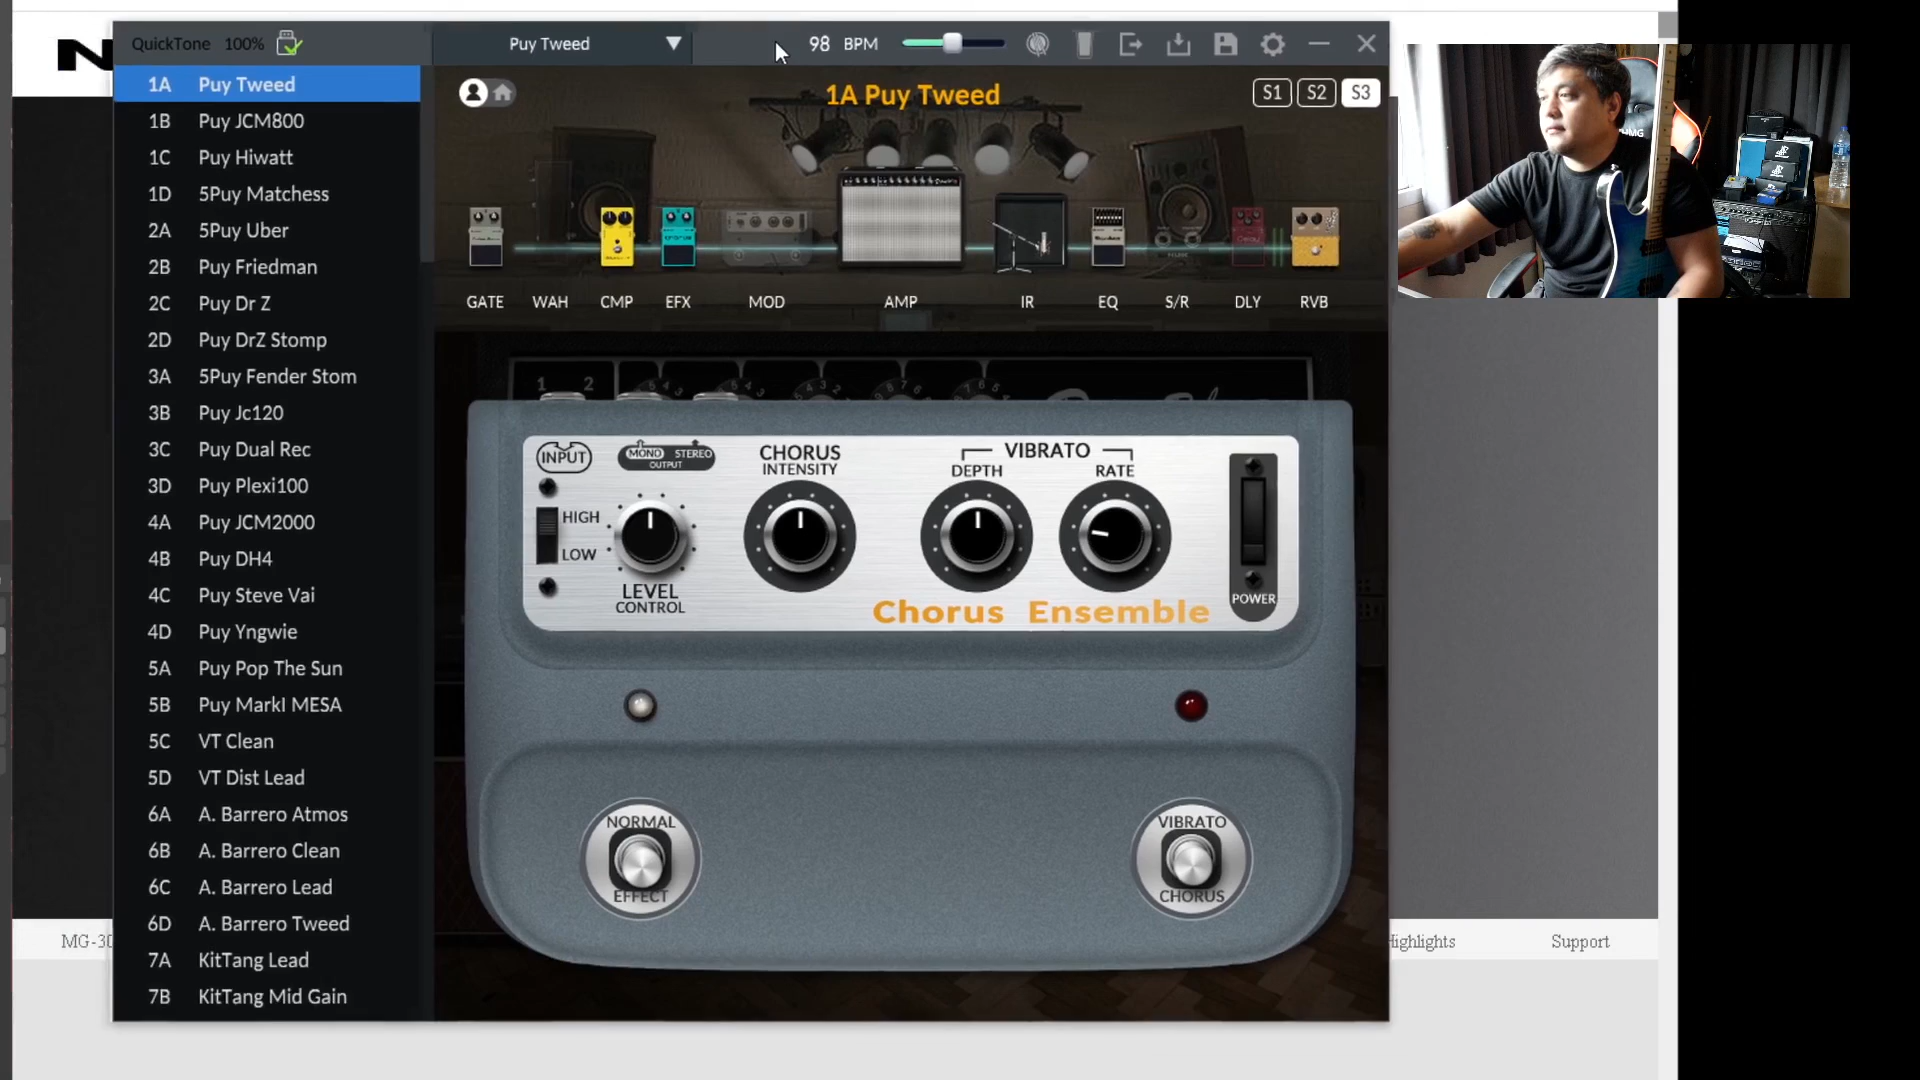 QuickTone 100%
Puy Tweed
98 BPM
1A Puy Tweed
1B Puy JCM800
1C Puy Hiwatt
1D 5Puy Matchess
2A 5Puy Uber
2B Puy Friedman
2C Puy Dr Z
2D Puy DrZ Stomp
3A 5Puy Fender Stom
3B Puy Jc120
3C Puy Dual Rec
3D Puy Plexi100
4A Puy JCM2000
4B Puy DH4
4C Puy Steve Vai
4D Puy Yngwie
5A Puy Pop The Sun
5B Puy MarkI MESA
5C VT Clean
5D VT Dist Lead
6A A. Barrero Atmos
6B A. Barrero Clean
6C A. Barrero Lead
6D A. Barrero Tweed
7A KitTang Lead
7B KitTang Mid Gain
1A Puy Tweed
S1 S2 S3
GATE WAH CMP EFX MOD AMP IR EQ S/R DLY RVB
1 2
INPUT
MONO STEREO
OUTPUT
CHORUS
INTENSITY
VIBRATO
DEPTH RATE
HIGH
LOW
LEVEL
CONTROL
POWER
Chorus Ensemble
NORMAL
EFFECT
VIBRATO
CHORUS
MG-30
Highlights
Support